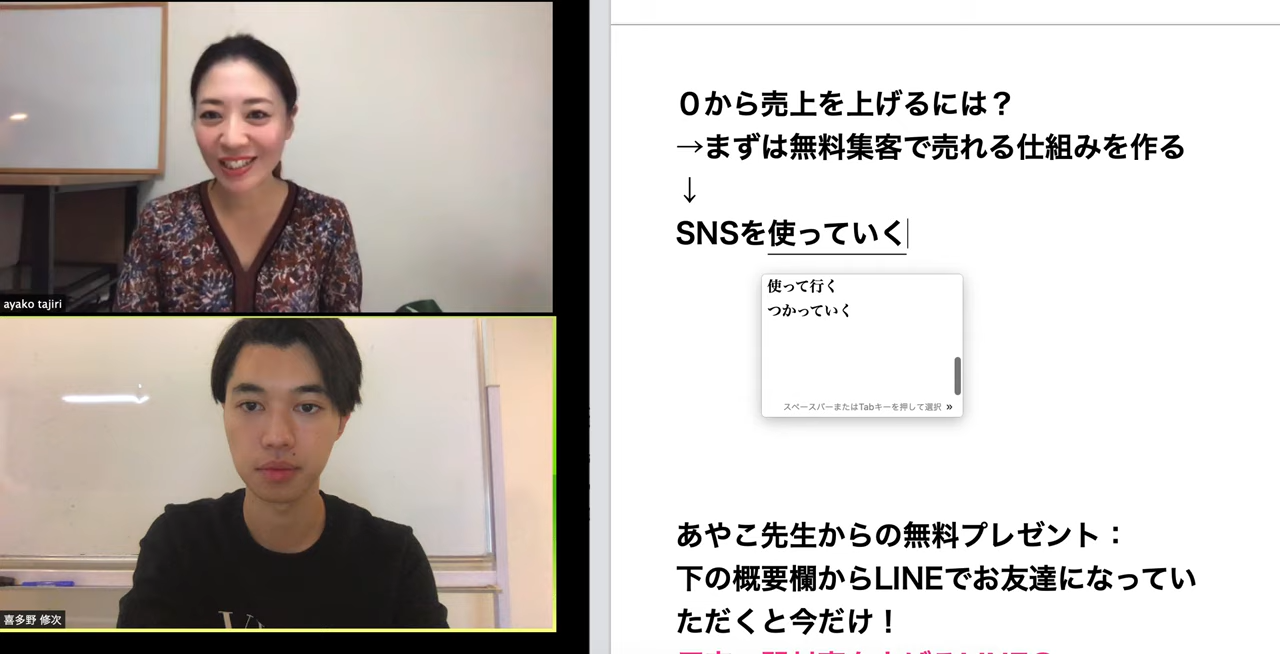 ayako tajiri
喜多野 修次
０から売上を上げるには？
→まずは無料集客で売れる仕組みを作る
↓
SNSを使っていく
使って行く
つかっていく
スペースバーまたはTabキーを押して選択 »
あやこ先生からの無料プレゼント：
下の概要欄からLINEでお友達になってい
ただくと今だけ！